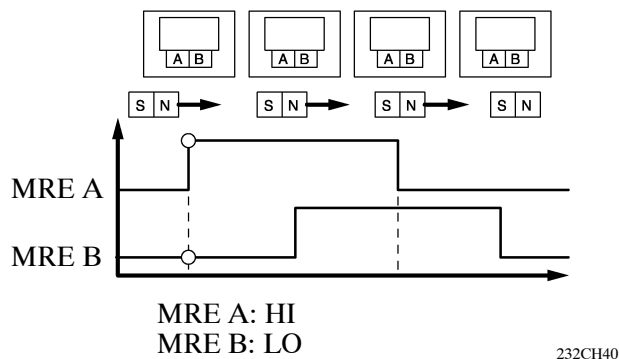 A B A B A B A B
S N S N S N S N
MRE A
MRE B
MRE A: HI
MRE B: LO
232CH40